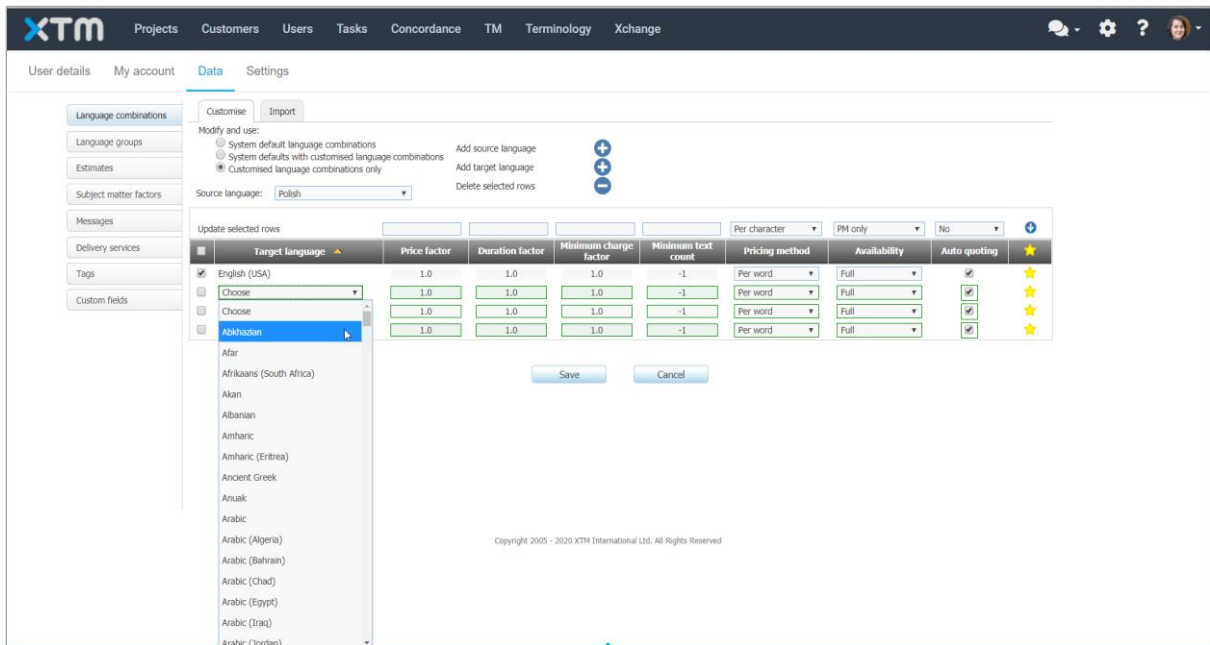 XTM Projects Customers Users Tasks Concordance TM Terminology Xchange
User details My account Data Settings
Language combinations
Language groups
Estimates
Subject matter factors
Messages
Delivery services
Tags
Custom fields
Customise Import
Modify and use:
System default language combinations
System defaults with customised language combinations
Customised language combinations only
Add source language
Add target language
Delete selected rows
Source language: Polish
Update selected rows Per character PM only No
Target language Price factor Duration factor Minimum charge factor Minimum text count Pricing method Availability Auto quoting
English (USA) 1.0 1.0 1.0 -1 Per word Full
Choose 1.0 1.0 1.0 -1 Per word Full
Choose 1.0 1.0 1.0 -1 Per word Full
Abkhazian 1.0 1.0 1.0 -1 Per word Full
Afar
Afrikaans (South Africa)
Akan
Albanian
Amharic
Amharic (Eritrea)
Ancient Greek
Anuak
Arabic
Arabic (Algeria)
Arabic (Bahrain)
Arabic (Chad)
Arabic (Egypt)
Arabic (Iraq)
Arabic (Jordan)
Save Cancel
Copyright 2005 - 2020 XTM International Ltd. All Rights Reserved